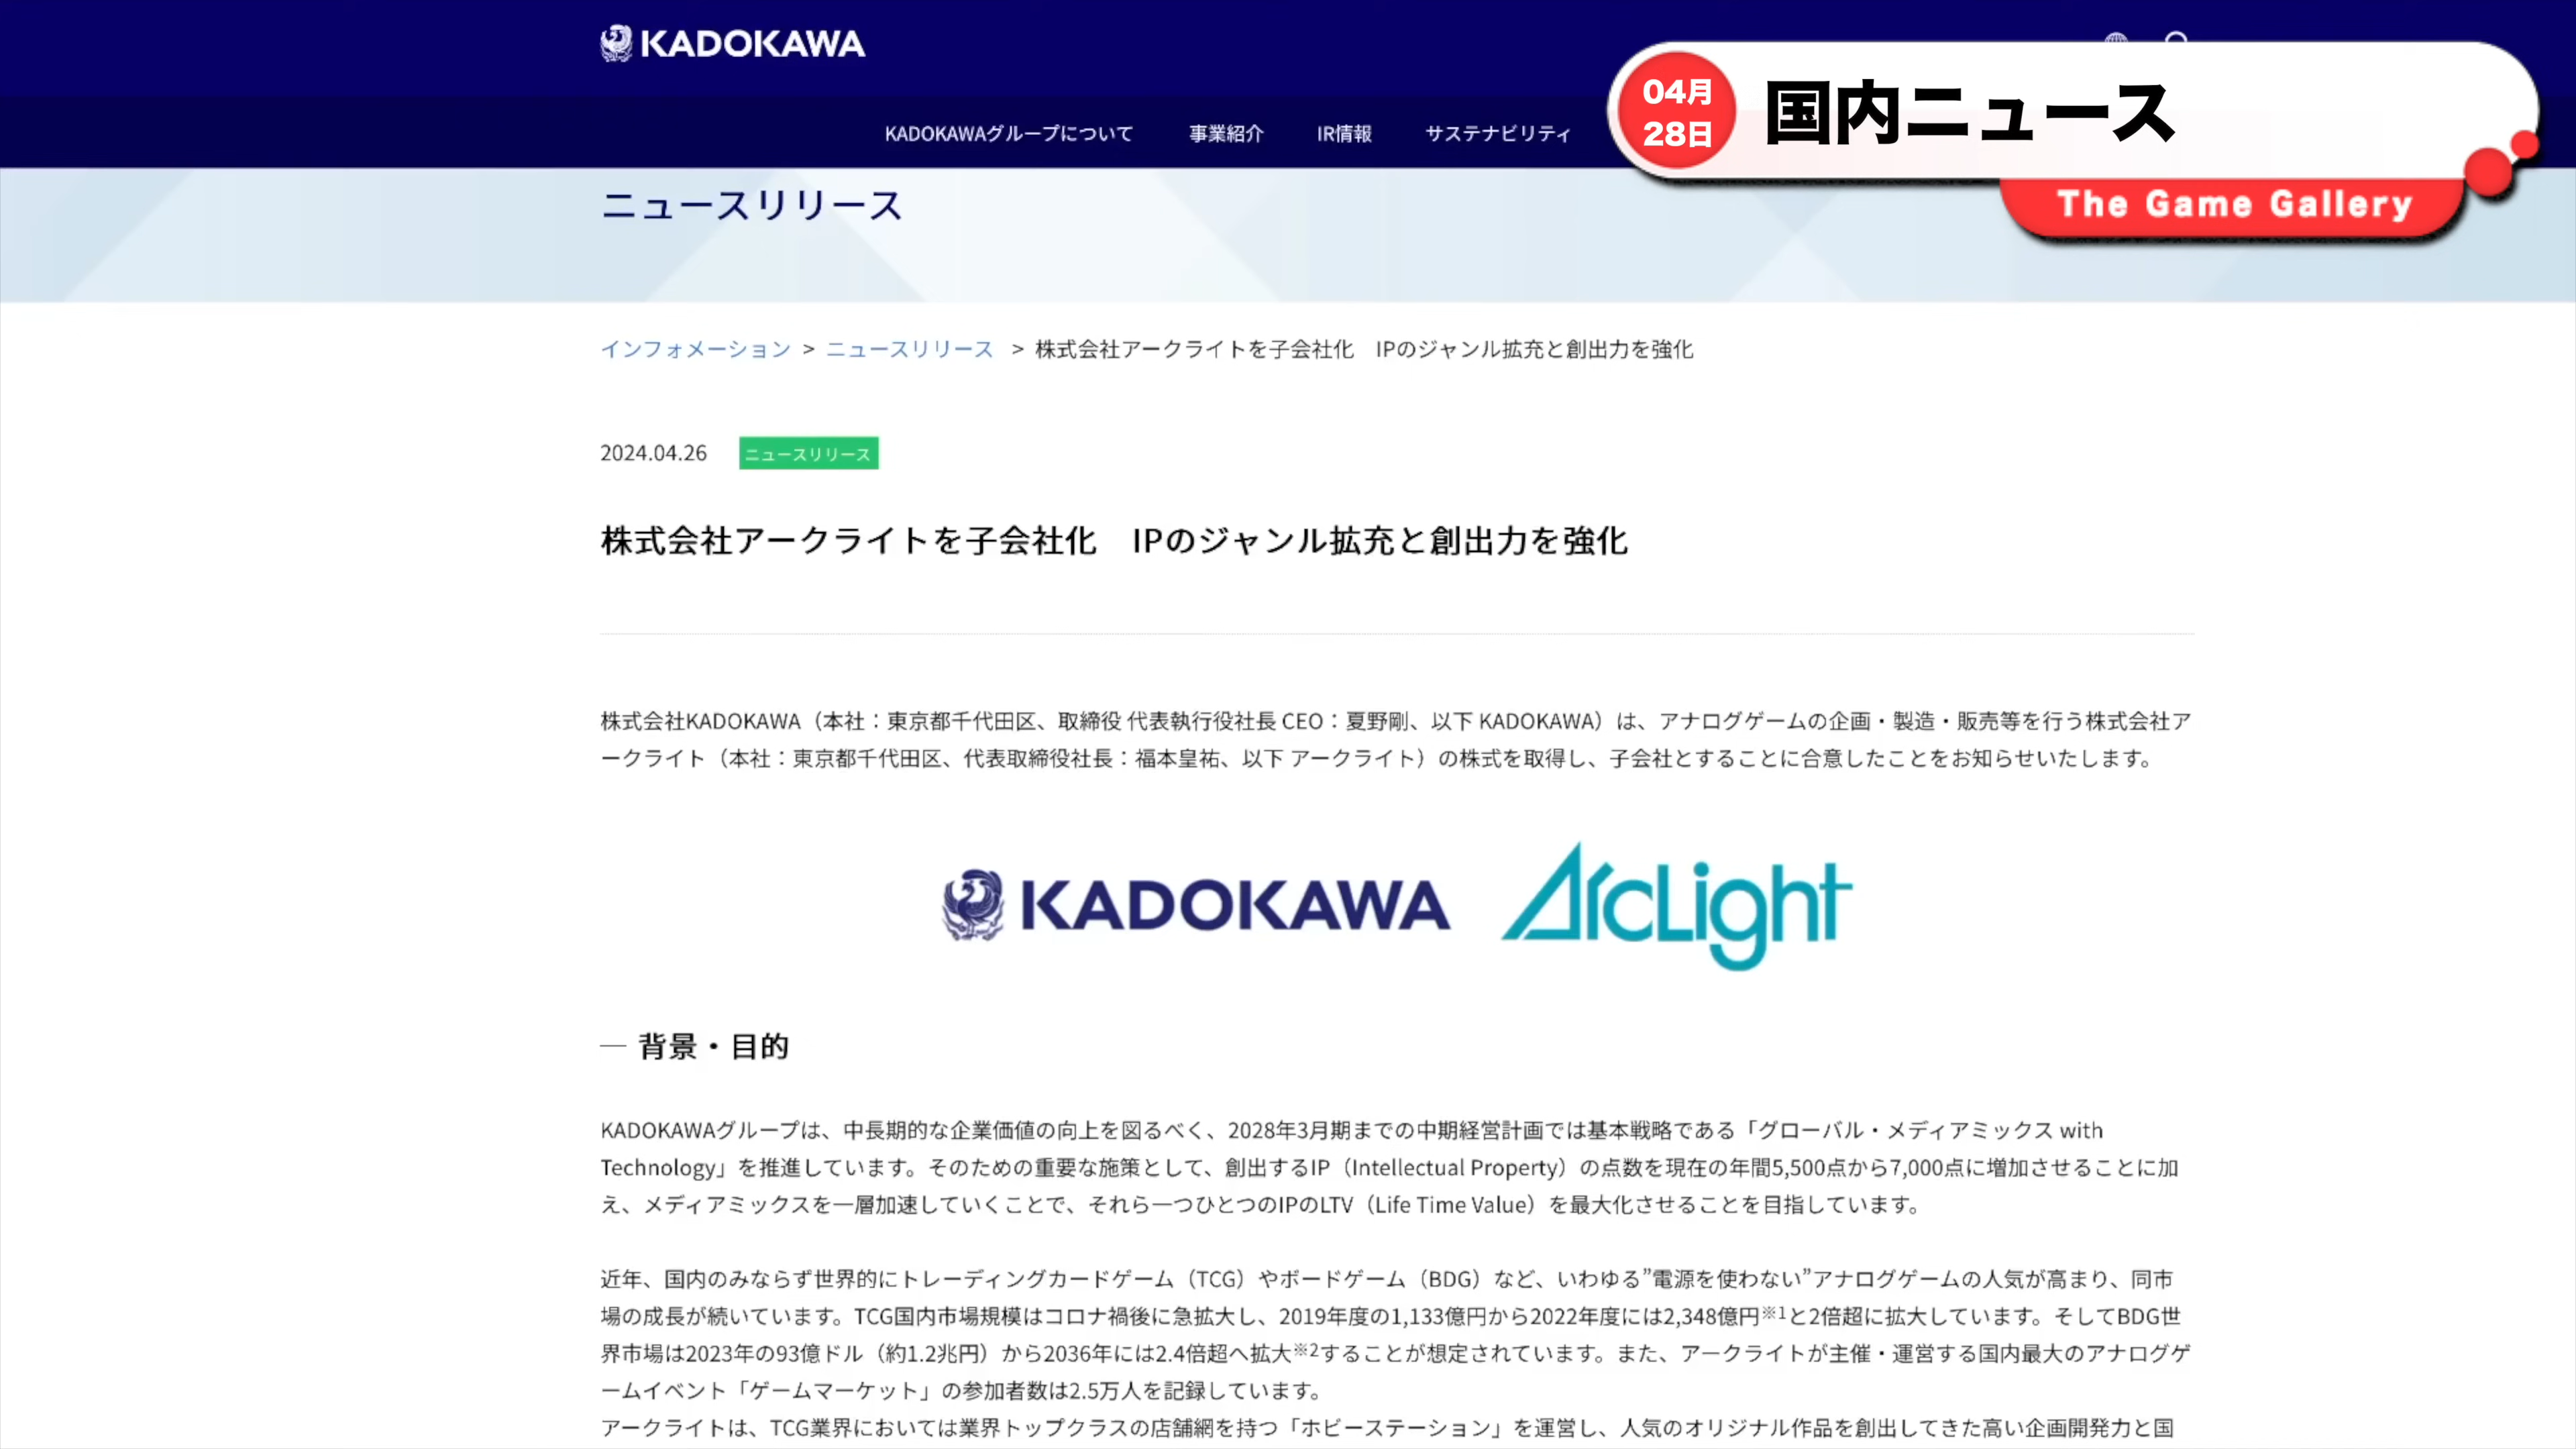 KADOKAWA
04月
28日
国内ニュース
KADOKAWAグループについて 事業紹介 IR情報 サステナビリティ
The Game Gallery
ニュースリリース
インフォメーション > ニュースリリース > 株式会社アークライトを子会社化 IPのジャンル拡充と創出力を強化
2024.04.26 ニュースリリース
株式会社アークライトを子会社化 IPのジャンル拡充と創出力を強化
株式会社KADOKAWA（本社：東京都千代田区、取締役 代表執行役社長 CEO：夏野剛、以下 KADOKAWA）は、アナログゲームの企画・製造・販売等を行う株式会社ア
ークライト（本社：東京都千代田区、代表取締役社長：福本皇祐、以下 アークライト）の株式を取得し、子会社とすることに合意したことをお知らせいたします。
KADOKAWA ArcLight
― 背景・目的
KADOKAWAグループは、中長期的な企業価値の向上を図るべく、2028年3月期までの中期経営計画では基本戦略である「グローバル・メディアミックス with
Technology」を推進しています。そのための重要な施策として、創出するIP（Intellectual Property）の点数を現在の年間5,500点から7,000点に増加させることに加
え、メディアミックスを一層加速していくことで、それら一つひとつのIPのLTV（Life Time Value）を最大化させることを目指しています。
近年、国内のみならず世界的にトレーディングカードゲーム（TCG）やボードゲーム（BDG）など、いわゆる”電源を使わない”アナログゲームの人気が高まり、同市
場の成長が続いています。TCG国内市場規模はコロナ禍後に急拡大し、2019年度の1,133億円から2022年度には2,348億円※1と2倍超に拡大しています。そしてBDG世
界市場は2023年の93億ドル（約1.2兆円）から2036年には2.4倍超へ拡大※2することが想定されています。また、アークライトが主催・運営する国内最大のアナログゲ
ームイベント「ゲームマーケット」の参加者数は2.5万人を記録しています。
アークライトは、TCG業界においては業界トップクラスの店舗網を持つ「ホビーステーション」を運営し、人気のオリジナル作品を創出してきた高い企画開発力と国